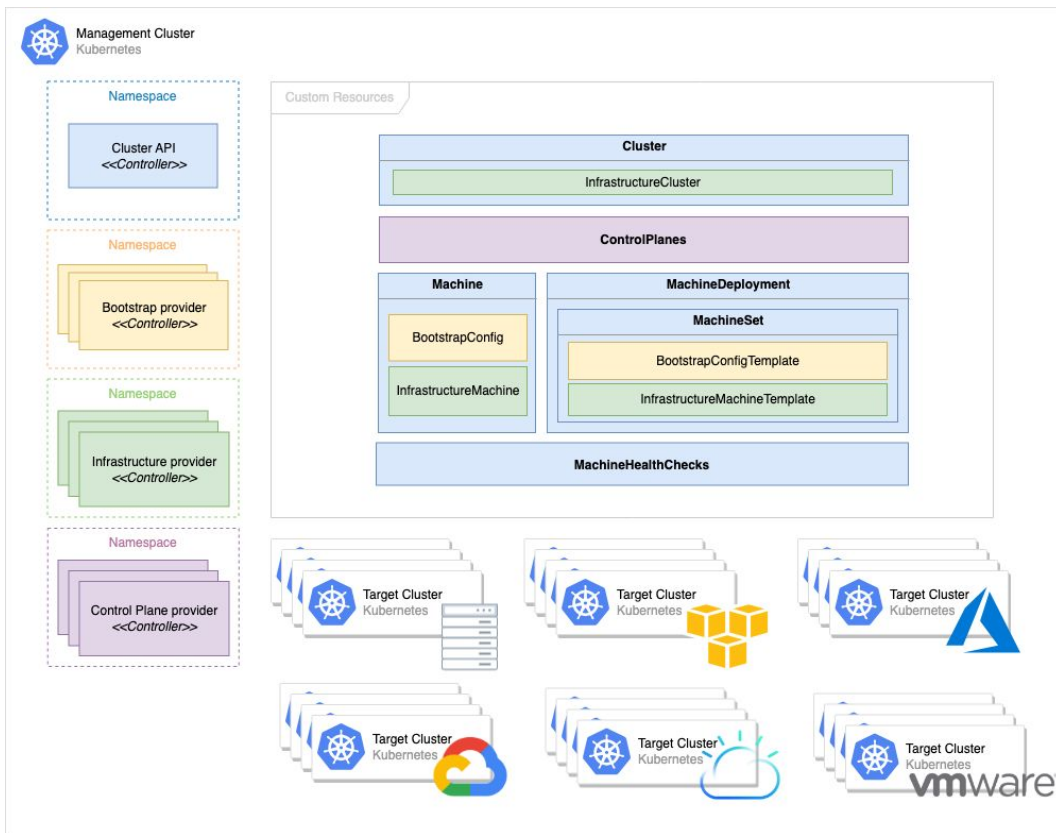 Management Cluster
Kubernetes
Namespace
Cluster API
<<Controller>>
Namespace
Bootstrap provider
<<Controller>>
Namespace
Infrastructure provider
<<Controller>>
Namespace
Control Plane provider
<<Controller>>
Custom Resources
Cluster
InfrastructureCluster
ControlPlanes
Machine
BootstrapConfig
InfrastructureMachine
MachineDeployment
MachineSet
BootstrapConfigTemplate
InfrastructureMachineTemplate
MachineHealthChecks
Target Cluster
Kubernetes
Target Cluster
Kubernetes
Target Cluster
Kubernetes
Target Cluster
Kubernetes
Target Cluster
Kubernetes
Target Cluster
Kubernetes
vmware